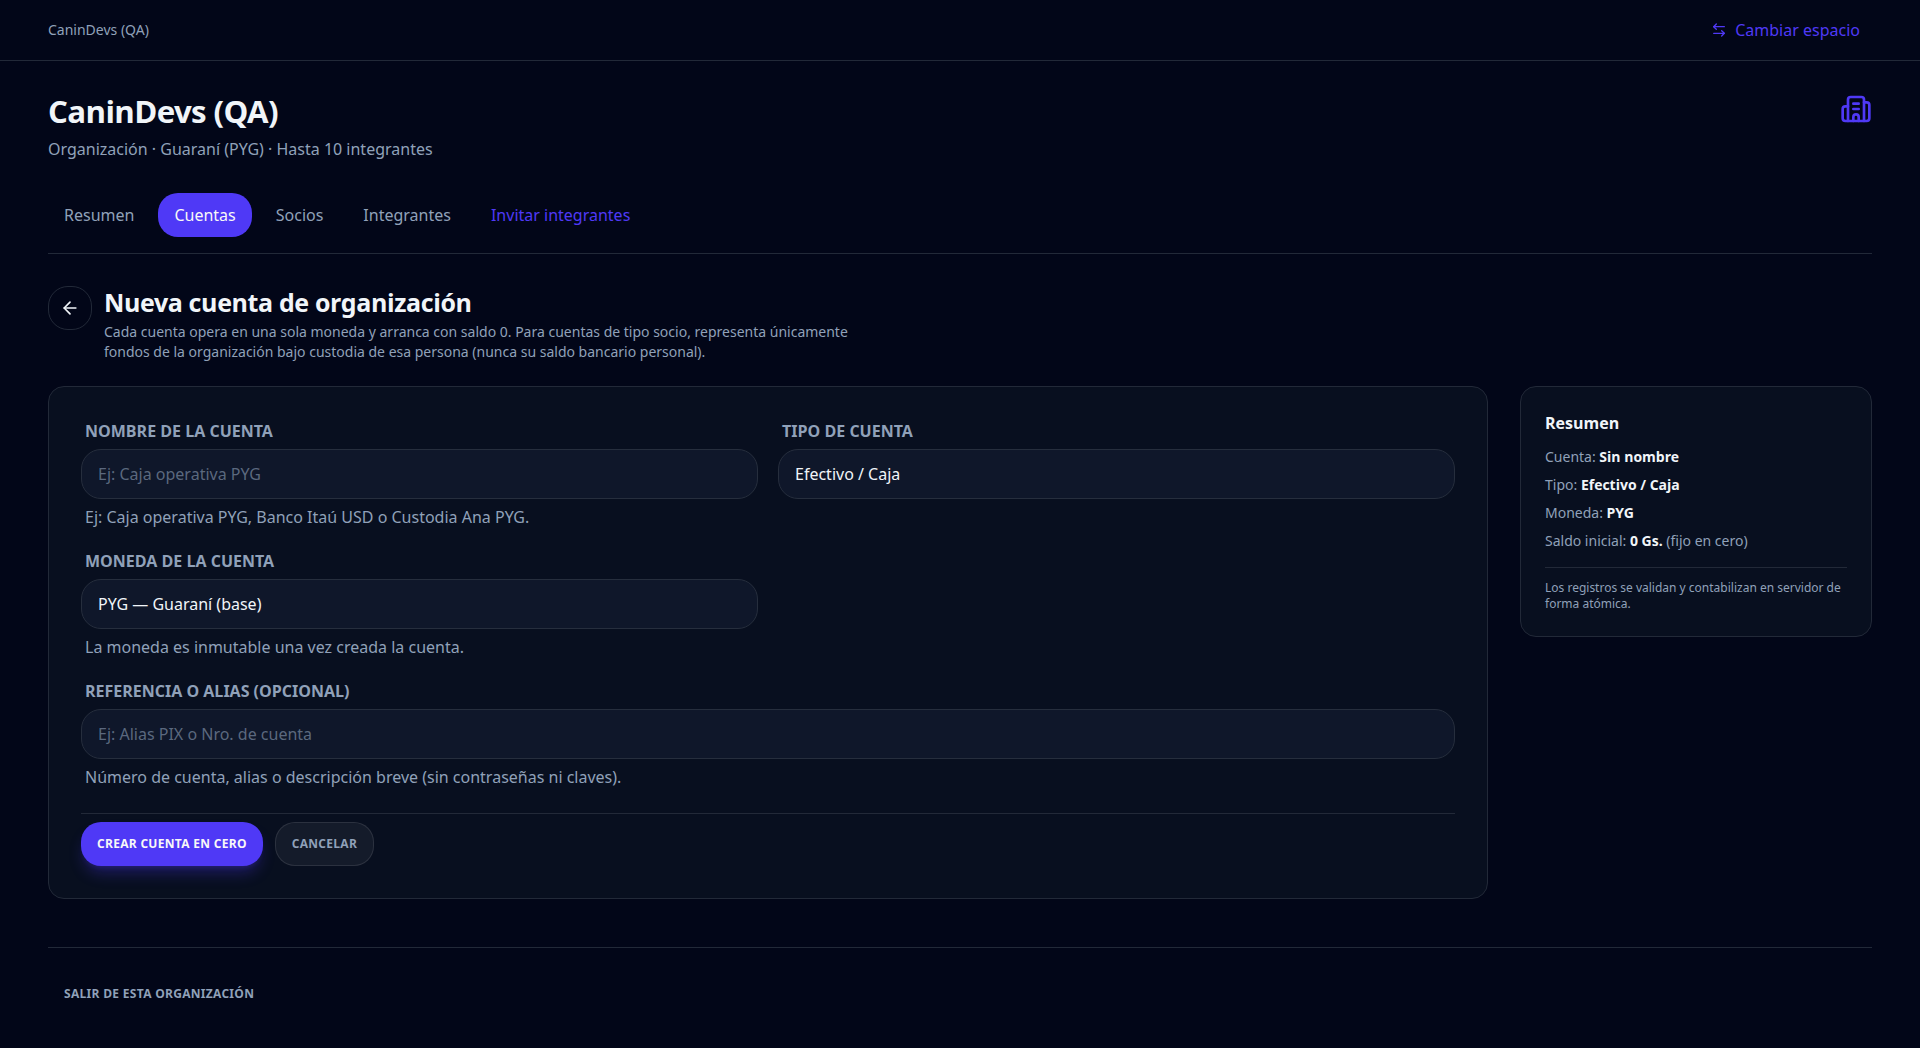 CaninDevs (QA)
Cambiar espacio
CaninDevs (QA)
Organización · Guaraní (PYG) · Hasta 10 integrantes
Resumen
Cuentas
Socios
Integrantes
Invitar integrantes
Nueva cuenta de organización
Cada cuenta opera en una sola moneda y arranca con saldo 0. Para cuentas de tipo socio, representa únicamente
fondos de la organización bajo custodia de esa persona (nunca su saldo bancario personal).
NOMBRE DE LA CUENTA
Ej: Caja operativa PYG
Ej: Caja operativa PYG, Banco Itaú USD o Custodia Ana PYG.
TIPO DE CUENTA
Efectivo / Caja
MONEDA DE LA CUENTA
PYG — Guaraní (base)
La moneda es inmutable una vez creada la cuenta.
REFERENCIA O ALIAS (OPCIONAL)
Ej: Alias PIX o Nro. de cuenta
Número de cuenta, alias o descripción breve (sin contraseñas ni claves).
CREAR CUENTA EN CERO
CANCELAR
Resumen
Cuenta: Sin nombre
Tipo: Efectivo / Caja
Moneda: PYG
Saldo inicial: 0 Gs. (fijo en cero)
Los registros se validan y contabilizan en servidor de
forma atómica.
SALIR DE ESTA ORGANIZACIÓN